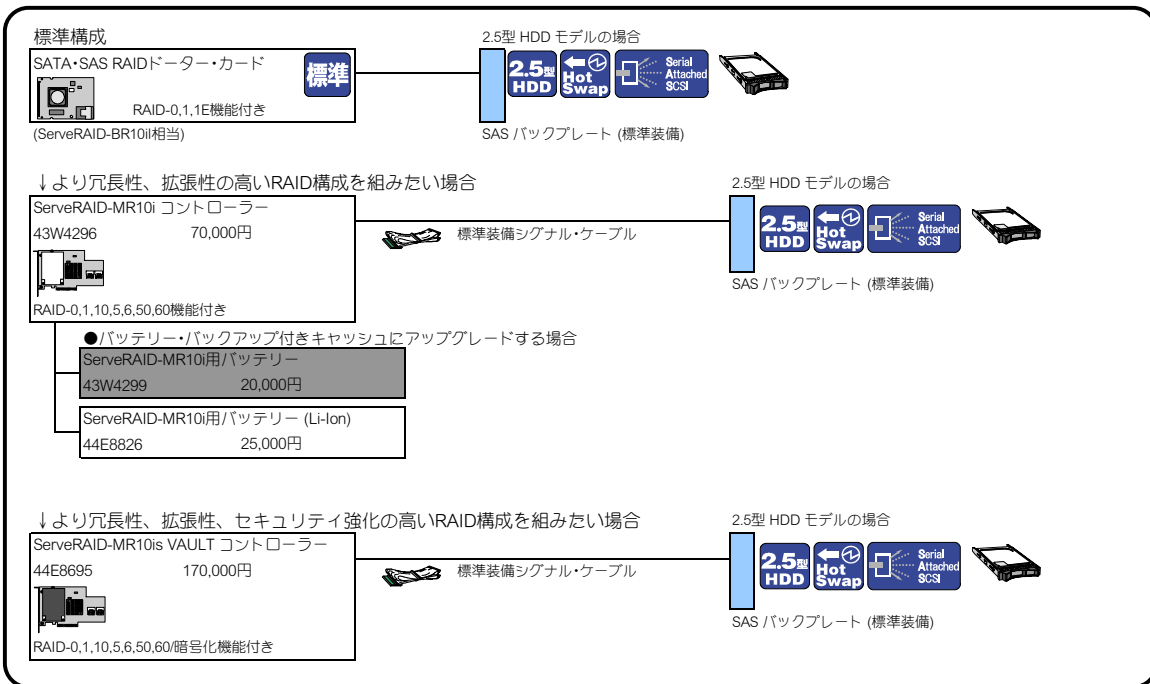 標準構成
SATA・SAS RAIDドーター・カード
標準
RAID-0,1,1E機能付き
(ServeRAID-BR10il相当)
2.5型 HDD モデルの場合
2.5型
HDD
Hot
Swap
Serial
Attached
SCSI
SAS バックプレート (標準装備)
↓より冗長性、拡張性の高いRAID構成を組みたい場合
ServeRAID-MR10i コントローラー
43W4296 70,000円
RAID-0,1,10,5,6,50,60機能付き
標準装備シグナル・ケーブル
2.5型 HDD モデルの場合
2.5型
HDD
Hot
Swap
Serial
Attached
SCSI
SAS バックプレート (標準装備)
●バッテリー・バックアップ付きキャッシュにアップグレードする場合
ServeRAID-MR10i用バッテリー
43W4299 20,000円
ServeRAID-MR10i用バッテリー (Li-Ion)
44E8826 25,000円
↓より冗長性、拡張性、セキュリティ強化の高いRAID構成を組みたい場合
ServeRAID-MR10is VAULT コントローラー
44E8695 170,000円
RAID-0,1,10,5,6,50,60/暗号化機能付き
標準装備シグナル・ケーブル
2.5型 HDD モデルの場合
2.5型
HDD
Hot
Swap
Serial
Attached
SCSI
SAS バックプレート (標準装備)